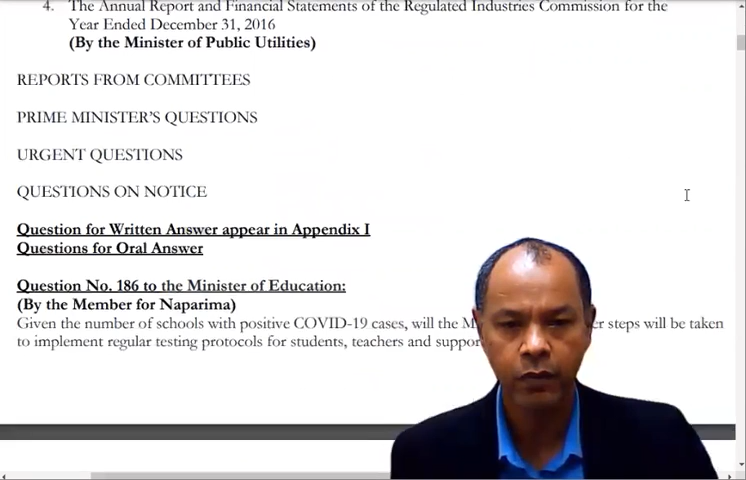 4. The Annual Report and Financial Statements of the Regulated Industries Commission for the
Year Ended December 31, 2016
(By the Minister of Public Utilities)
REPORTS FROM COMMITTEES
PRIME MINISTER'S QUESTIONS
URGENT QUESTIONS
QUESTIONS ON NOTICE
Question for Written Answer appear in Appendix I
Questions for Oral Answer
Question No. 186 to the Minister of Education:
(By the Member for Naparima)
Given the number of schools with positive COVID-19 cases, will the steps will be taken
to implement regular testing protocols for students, teachers and